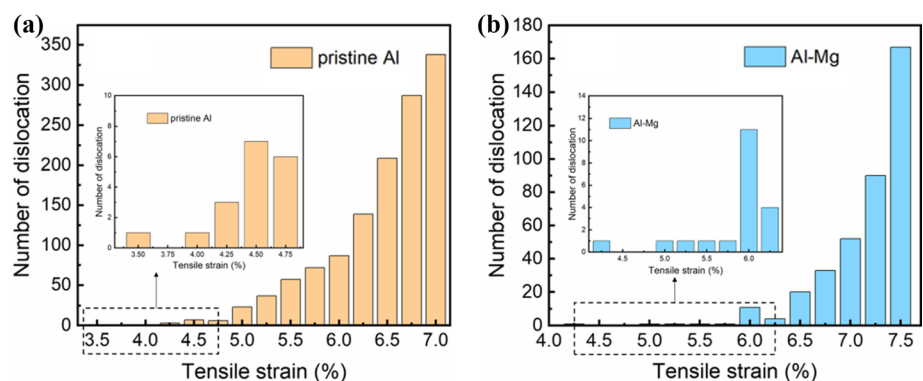 (a)
pristine Al
Number of dislocation
350
300
250
200
150
100
50
0
3.5 4.0 4.5 5.0 5.5 6.0 6.5 7.0
Tensile strain (%)
pristine Al
Number of dislocation
10
8
6
4
2
0
3.50 3.75 4.00 4.25 4.50 4.75
Tensile strain (%)
(b)
Al-Mg
Number of dislocation
180
160
140
120
100
80
60
40
20
0
4.0 4.5 5.0 5.5 6.0 6.5 7.0 7.5
Tensile strain (%)
Al-Mg
Number of dislocation
14
12
10
8
6
4
2
0
4.5 5.0 5.5 6.0
Tensile strain (%)